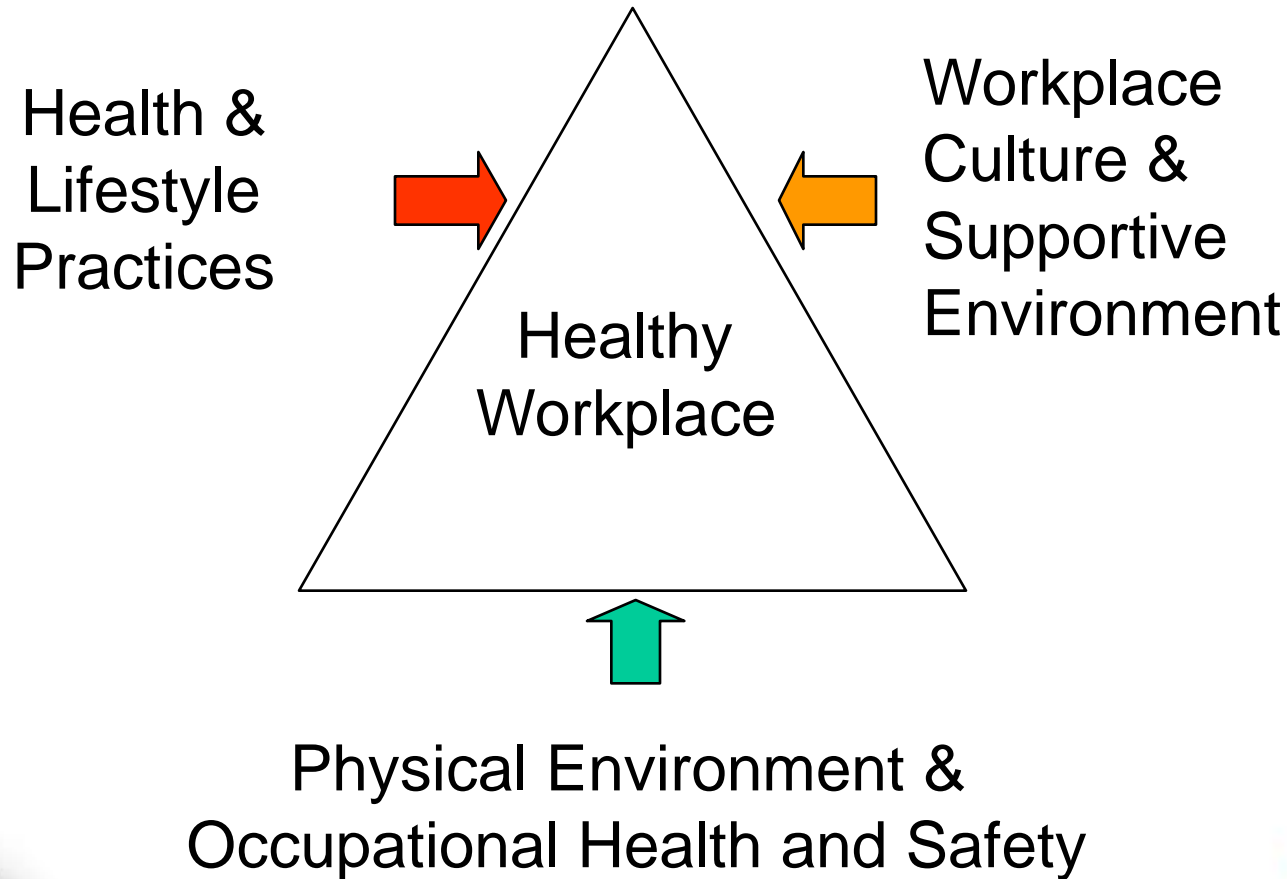 Health &
Lifestyle
Practices
Workplace
Culture &
Supportive
Environment
Healthy
Workplace
Physical Environment &
Occupational Health and Safety